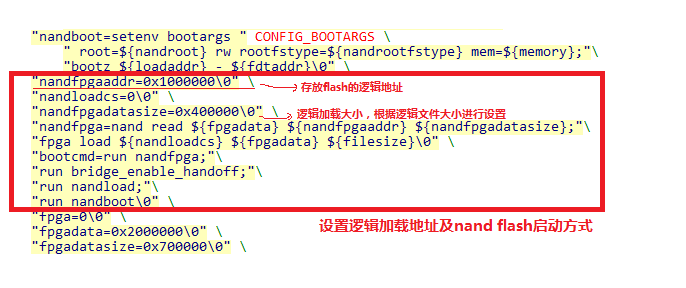 "nandboot=setenv bootargs " CONFIG_BOOTARGS \
" root=${nandroot} rw rootfstype=${nandrootfstype} mem=${memory};"\
"bootz ${loadaddr} - ${fdtaddr}\0" \
"nandfpgaaddr=0x1000000\0" \ 存放flash的逻辑地址
"nandloadcs=0\0" \
"nandfpgadatasize=0x400000\0" \ 逻辑加载大小，根据逻辑文件大小进行设置
"nandfpga=nand read ${fpgadata} ${nandfpgaaddr} ${nandfpgadatasize};"\
"fpga load ${nandloadcs} ${fpgadata} ${filesize}\0" \
"bootcmd=run nandfpga;"\
"run bridge_enable_handoff;"\
"run nandload;"\
"run nandboot\0" \
"fpga=0\0" \
设置逻辑加载地址及nand flash启动方式
"fpgadata=0x2000000\0" \
"fpgadatasize=0x700000\0" \